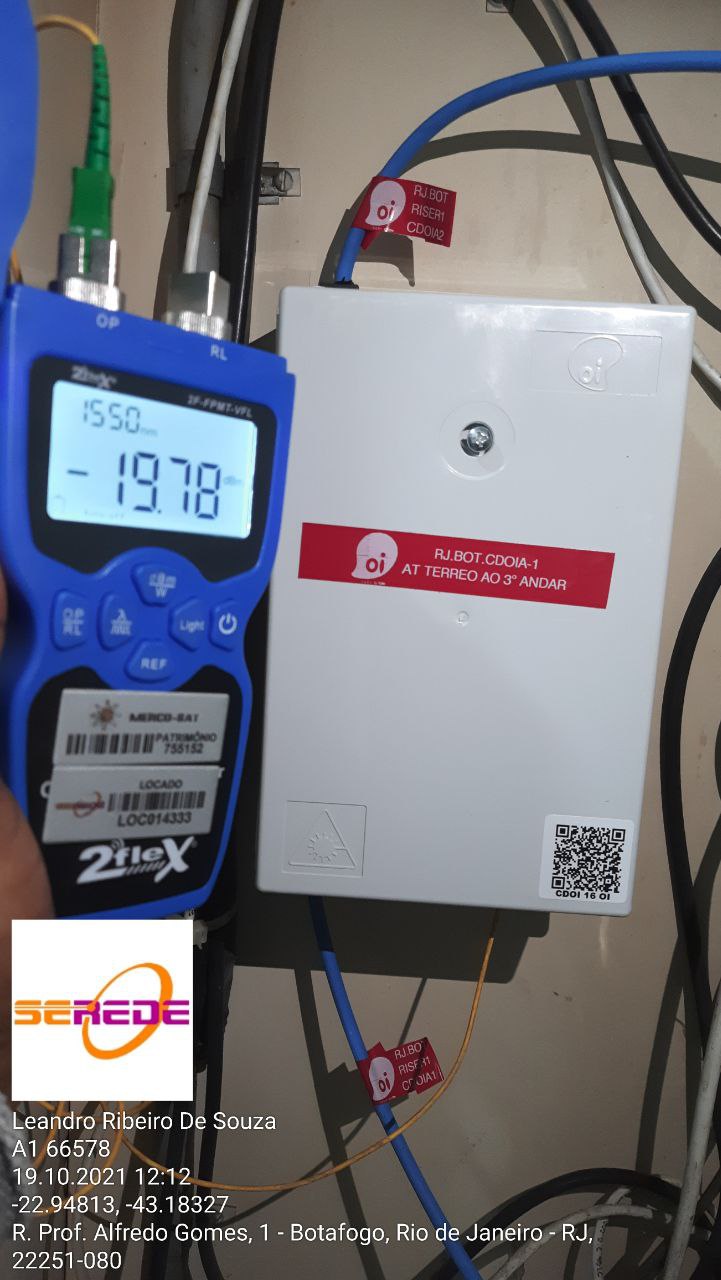 oi
RJ.BOT
RISER1
CDOIA2
OP
RL
2flex
2F-FPMT-VFL
oi
1550nm
-19.78 dBm
dBm
W
OP
RL
λ
Light
REF
oi
RJ.BOT.CDOIA-1
AT TERREO AO 3º ANDAR
MERCO-SAT
PATRIMÔNIO
755152
LOCADO
LOC014333
2flex
CDOI 16 OI
SEREDE
oi
RJ.BOT
RISER1
CDOIA1
Leandro Ribeiro De Souza
A1 66578
19.10.2021 12:12
-22.94813, -43.18327
R. Prof. Alfredo Gomes, 1 - Botafogo, Rio de Janeiro - RJ,
22251-080